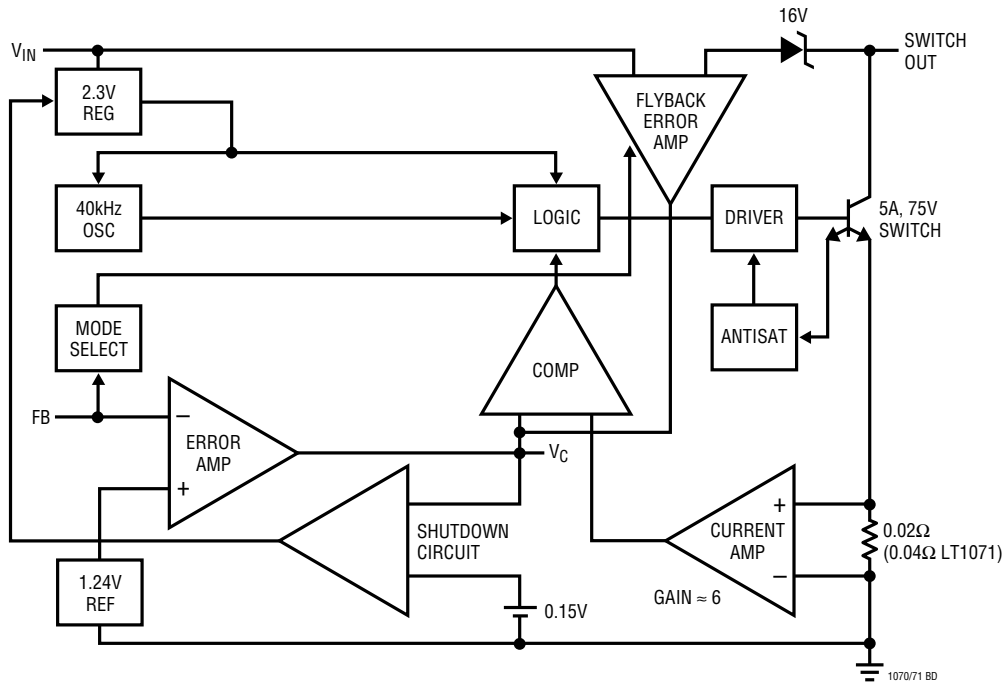 16V
V_IN
SWITCH
OUT
2.3V
REG
FLYBACK
ERROR
AMP
40kHz
OSC
LOGIC
DRIVER
5A, 75V
SWITCH
MODE
SELECT
COMP
ANTISAT
FB
−
ERROR
AMP
+
V_C
SHUTDOWN
CIRCUIT
+
CURRENT
AMP
−
0.02Ω
(0.04Ω LT1071)
1.24V
REF
GAIN ≈ 6
0.15V
1070/71 BD